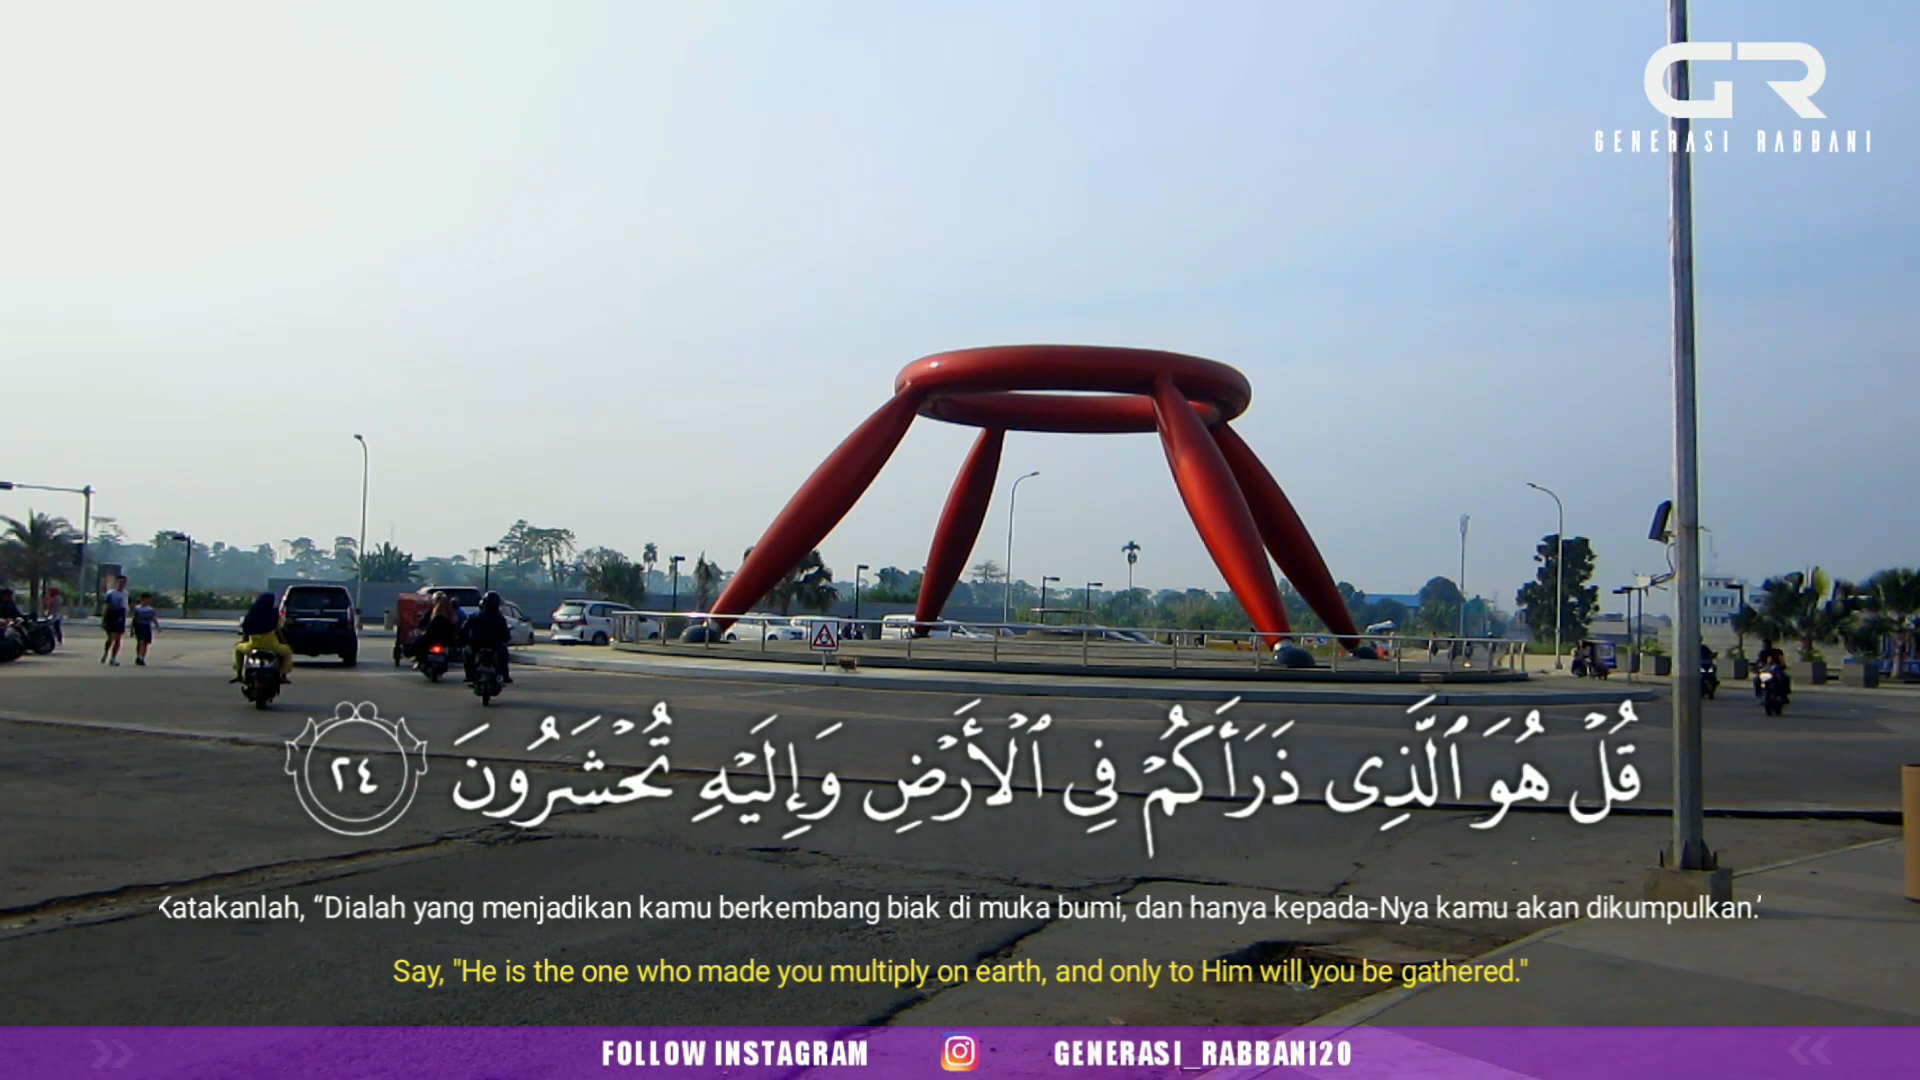 GR
GENERASI RABBANI
قُلْ هُوَ ٱلَّذِى ذَرَأَكُمْ فِى ٱلْأَرْضِ وَإِلَيْهِ تُحْشَرُونَ ٢٤
Katakanlah, “Dialah yang menjadikan kamu berkembang biak di muka bumi, dan hanya kepada-Nya kamu akan dikumpulkan.”
Say, "He is the one who made you multiply on earth, and only to Him will you be gathered."
FOLLOW INSTAGRAM GENERASI_RABBANI20